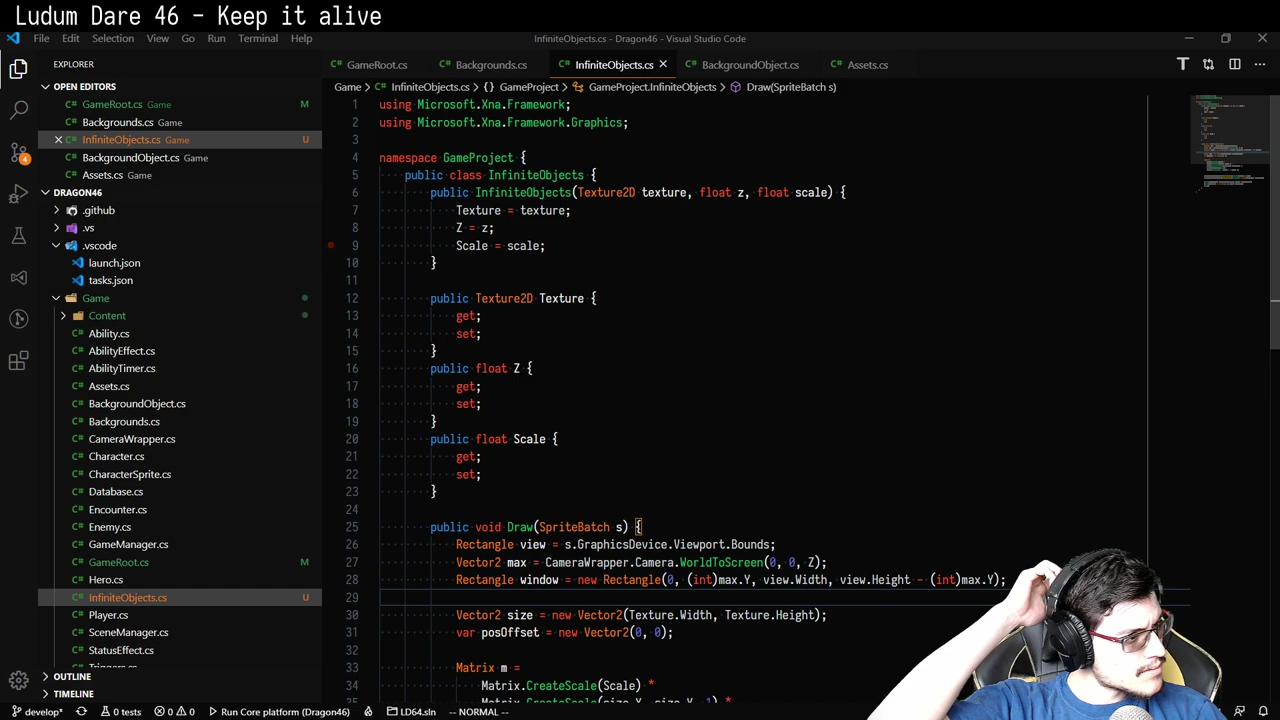 Ludum Dare 46 - Keep it alive
File Edit Selection View Go Run Terminal Help
InfiniteObjects.cs - Dragon46 - Visual Studio Code
EXPLORER
OPEN EDITORS
GameRoot.cs Game M
Backgrounds.cs Game
InfiniteObjects.cs Game U
BackgroundObject.cs Game
Assets.cs Game
DRAGON46
.github
.vs
.vscode
launch.json
tasks.json
Game
Content
Ability.cs
AbilityEffect.cs
AbilityTimer.cs
Assets.cs
BackgroundObject.cs
Backgrounds.cs
CameraWrapper.cs
Character.cs
CharacterSprite.cs
Database.cs
Encounter.cs
Enemy.cs
GameManager.cs
GameRoot.cs M
Hero.cs
InfiniteObjects.cs U
Player.cs
SceneManager.cs
StatusEffect.cs
Triggers.cs
OUTLINE
TIMELINE
4
GameRoot.cs Backgrounds.cs InfiniteObjects.cs BackgroundObject.cs Assets.cs
Game > InfiniteObjects.cs > {} GameProject > GameProject.InfiniteObjects > Draw(SpriteBatch s)
1 using Microsoft.Xna.Framework;
2 using Microsoft.Xna.Framework.Graphics;
3
4 namespace GameProject {
5 public class InfiniteObjects {
6 public InfiniteObjects(Texture2D texture, float z, float scale) {
7 Texture = texture;
8 Z = z;
9 Scale = scale;
10 }
11
12 public Texture2D Texture {
13 get;
14 set;
15 }
16 public float Z {
17 get;
18 set;
19 }
20 public float Scale {
21 get;
22 set;
23 }
24
25 public void Draw(SpriteBatch s) {
26 Rectangle view = s.GraphicsDevice.Viewport.Bounds;
27 Vector2 max = CameraWrapper.Camera.WorldToScreen(0, 0, Z);
28 Rectangle window = new Rectangle(0, (int)max.Y, view.Width, view.Height - (int)max.Y);
29
30 Vector2 size = new Vector2(Texture.Width, Texture.Height);
31 var posOffset = new Vector2(0, 0);
32
33 Matrix m =
34 Matrix.CreateScale(Scale) *
35 Matrix.CreateScale(size.X, size.Y, 1) *
develop* 0 tests 0 0 Run Core platform (Dragon46) LD64.sln -- NORMAL --